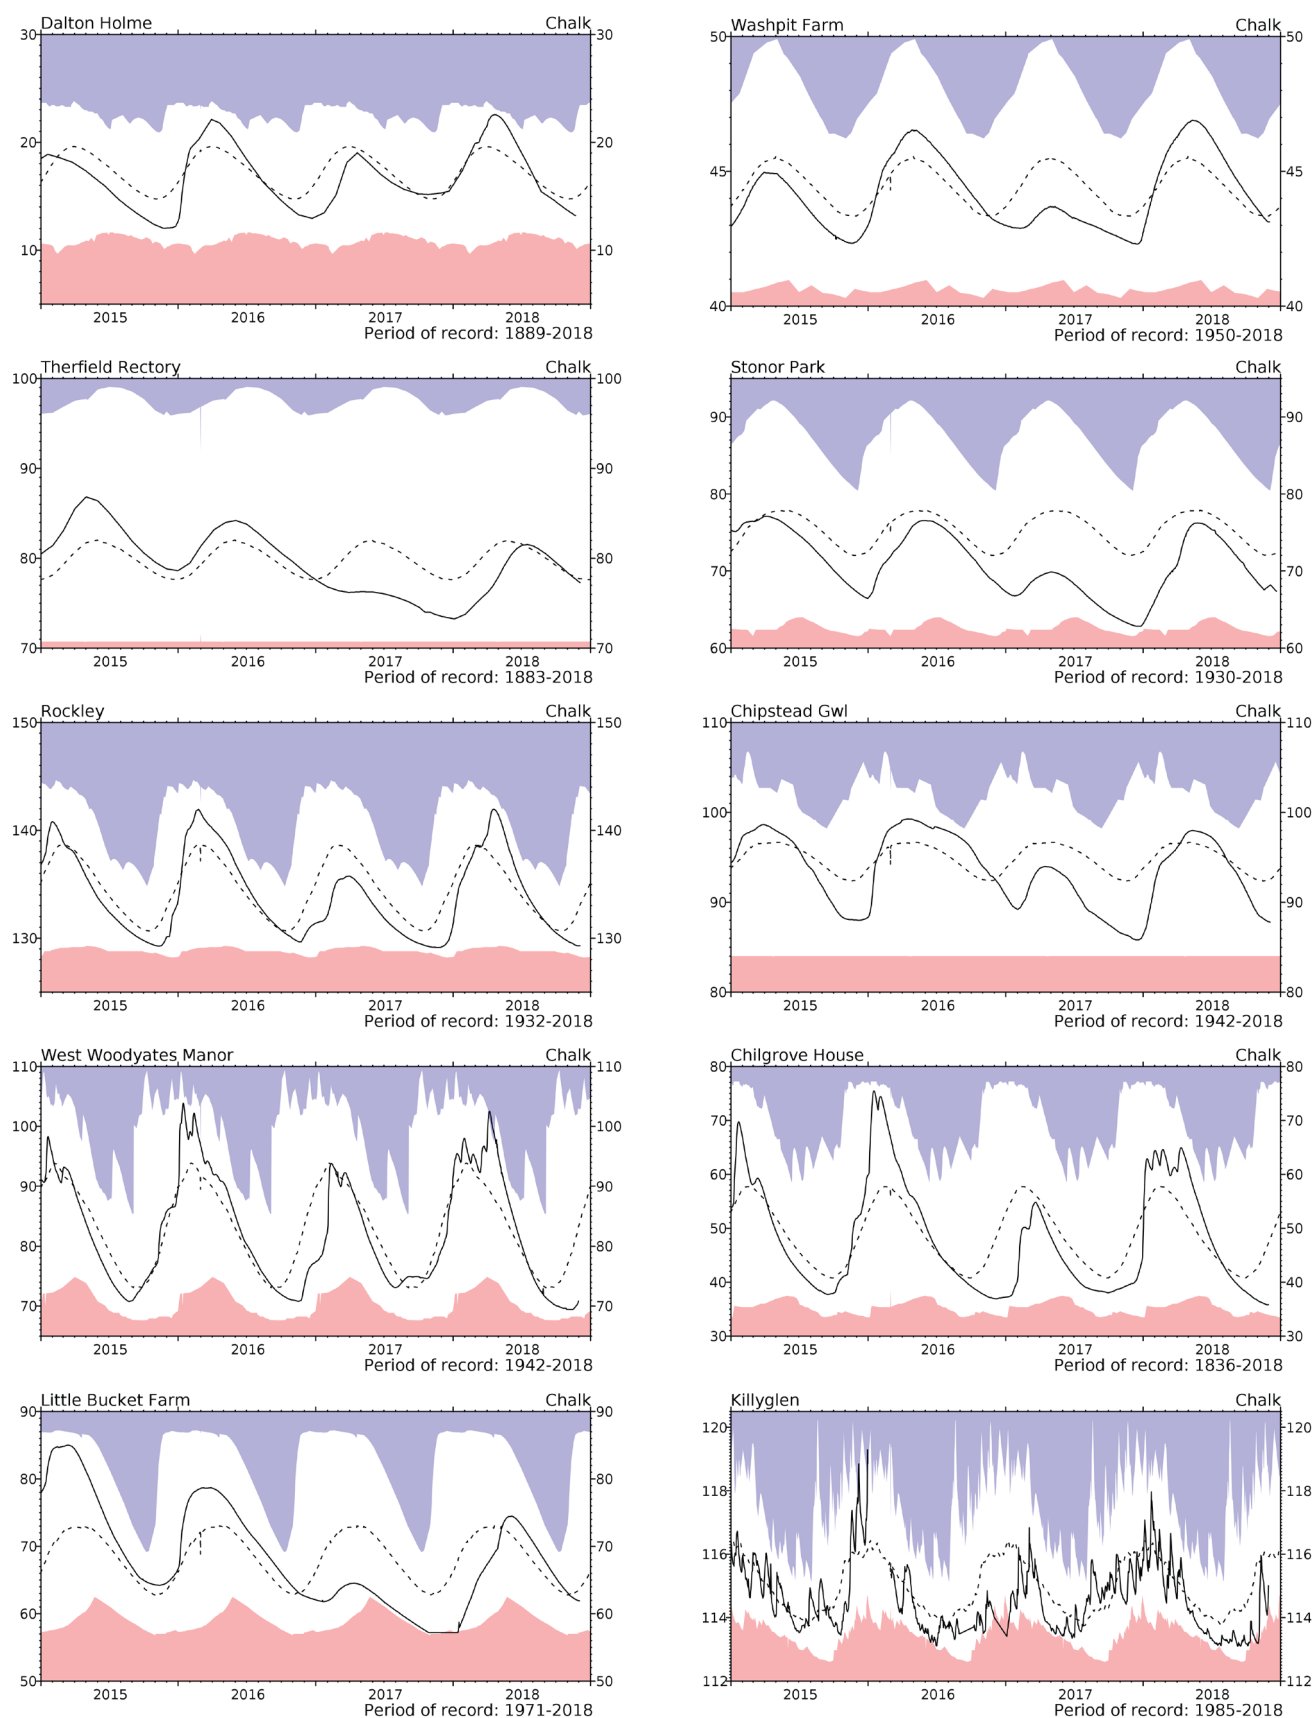 Dalton Holme Chalk
30 30
20 20
10 10
2015 2016 2017 2018
Period of record: 1889-2018
Washpit Farm Chalk
50 50
45 45
40 40
2015 2016 2017 2018
Period of record: 1950-2018
Therfield Rectory Chalk
100 100
90 90
80 80
70 70
2015 2016 2017 2018
Period of record: 1883-2018
Stonor Park Chalk
90 90
80 80
70 70
60 60
2015 2016 2017 2018
Period of record: 1930-2018
Rockley Chalk
150 150
140 140
130 130
2015 2016 2017 2018
Period of record: 1932-2018
Chipstead Gwl Chalk
110 110
100 100
90 90
80 80
2015 2016 2017 2018
Period of record: 1942-2018
West Woodyates Manor Chalk
110 110
100 100
90 90
80 80
70 70
2015 2016 2017 2018
Period of record: 1942-2018
Chilgrove House Chalk
80 80
70 70
60 60
50 50
40 40
30 30
2015 2016 2017 2018
Period of record: 1836-2018
Little Bucket Farm Chalk
90 90
80 80
70 70
60 60
50 50
2015 2016 2017 2018
Period of record: 1971-2018
Killyglen Chalk
120 120
118 118
116 116
114 114
112 112
2015 2016 2017 2018
Period of record: 1985-2018